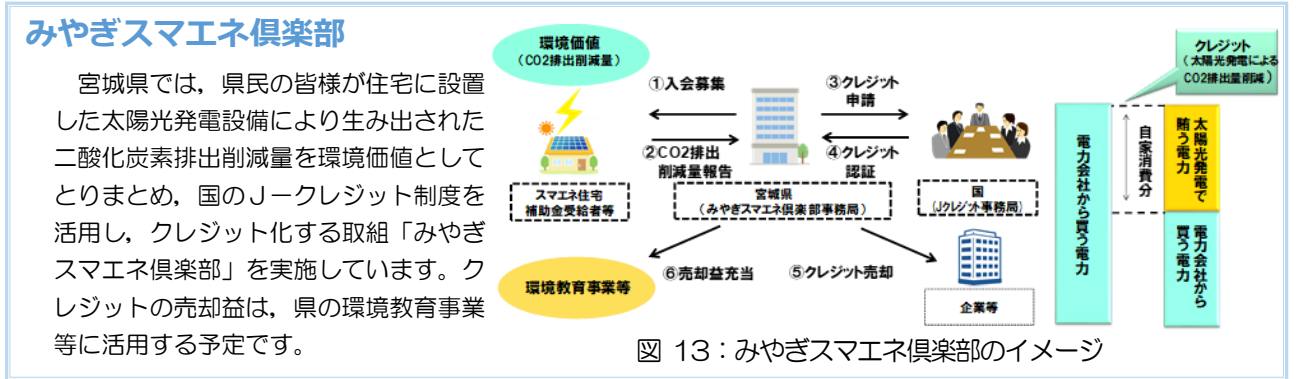 みやぎスマエネ倶楽部
宮城県では，県民の皆様が住宅に設置
した太陽光発電設備により生み出された
二酸化炭素排出削減量を環境価値として
とりまとめ，国のＪークレジット制度を
活用し，クレジット化する取組「みやぎ
スマエネ倶楽部」を実施しています。ク
レジットの売却益は，県の環境教育事業
等に活用する予定です。
環境価値
（CO2排出削減量）
①入会募集
②CO2排出
削減量報告
③クレジット
申請
④クレジット
認証
スマエネ住宅
補助金受給者等
宮城県
（みやぎスマエネ倶楽部事務局）
国
（Jクレジット事務局）
環境教育事業等
⑥売却益充当
⑤クレジット売却
企業等
クレジット
（太陽光発電による
CO2排出量削減）
電力会社から買う電力
自家消費分
太陽光発電で
賄う電力
電力会社から
買う電力
図 13：みやぎスマエネ倶楽部のイメージ